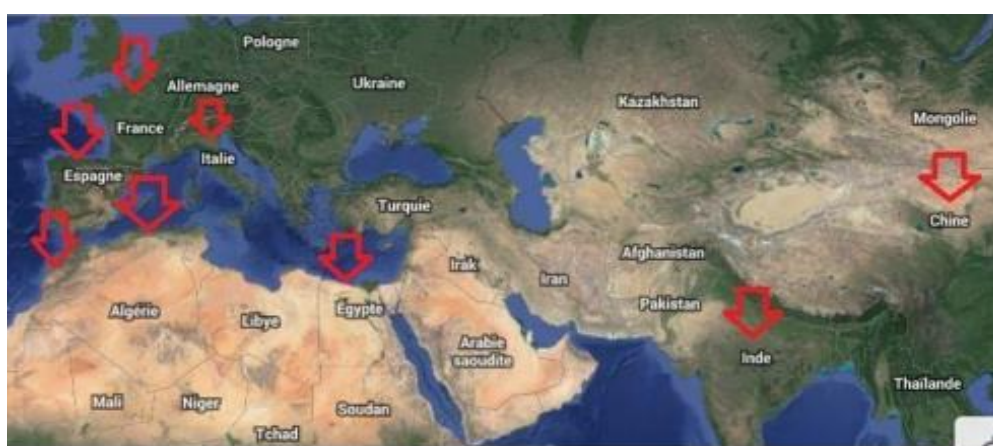 Pologne
Allemagne
Ukraine
Kazakhstan
Mongolie
France
Italie
Espagne
Turquie
Chine
Afghanistan
Irak
Iran
Pakistan
Algérie
Libye
Égypte
Arabie
saoudite
Inde
Thaïlande
Mali
Niger
Soudan
Tchad